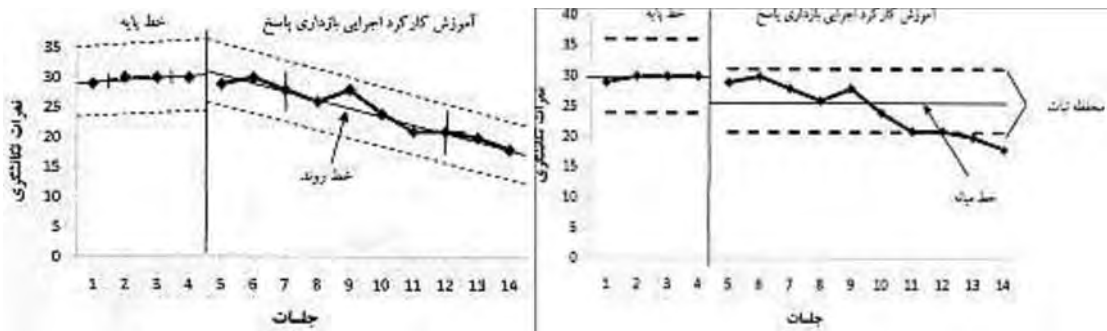 خط پایه
آموزش کارکرد اجرایی بازداری پاسخ
35
30
25
20
15
10
5
0
نمرات تکانشگری
خط روند
1 2 3 4 5 6 7 8 9 10 11 12 13 14
جلسات
خط پایه
آموزش کارکرد اجرایی بازداری پاسخ
40
35
30
25
20
15
10
5
0
نمرات تکانشگری
محفظه ثبات
خط میانه
1 2 3 4 5 6 7 8 9 10 11 12 13 14
جلسات